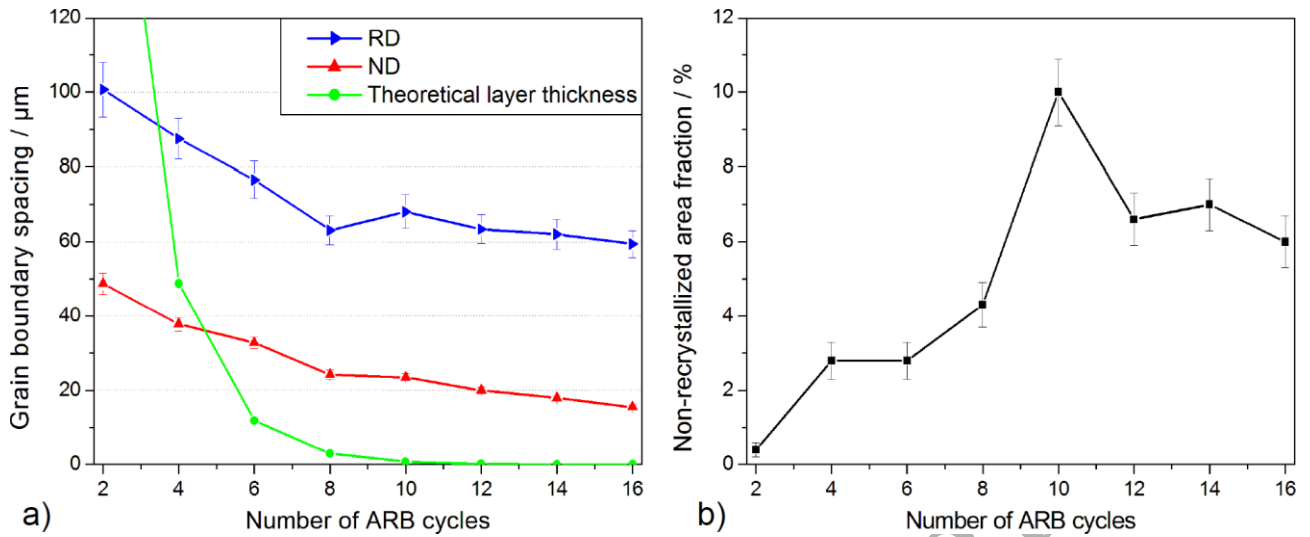 120
100
80
60
40
20
0
Grain boundary spacing / µm
RD
ND
Theoretical layer thickness
2 4 6 8 10 12 14 16
Number of ARB cycles
a)
12
10
8
6
4
2
0
Non-recrystallized area fraction / %
2 4 6 8 10 12 14 16
Number of ARB cycles
b)